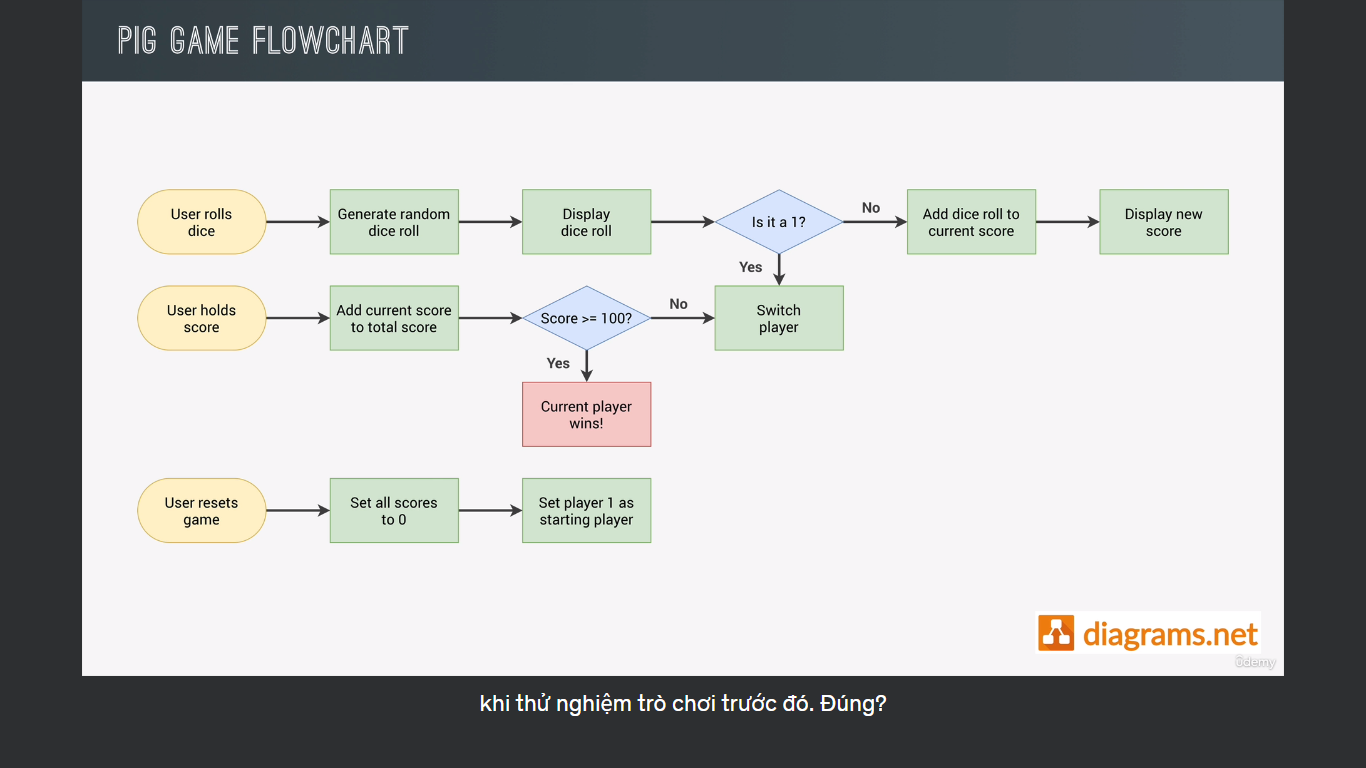 PIG GAME FLOWCHART
User rolls
dice
Generate random
dice roll
Display
dice roll
Is it a 1?
No
Add dice roll to
current score
Display new
score
Yes
User holds
score
Add current score
to total score
Score >= 100?
No
Switch
player
Yes
Current player
wins!
User resets
game
Set all scores
to 0
Set player 1 as
starting player
diagrams.net
ûdemy
khi thử nghiệm trò chơi trước đó. Đúng?